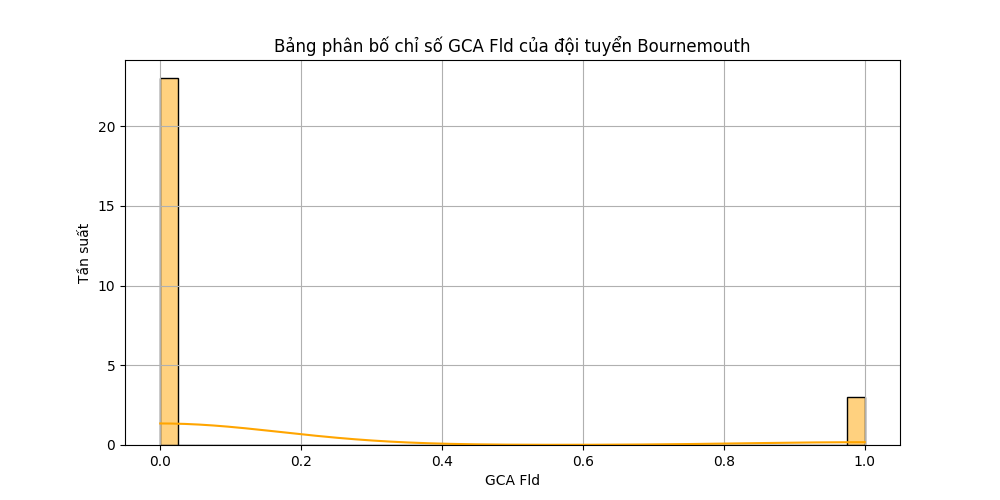 Bảng phân bố chỉ số GCA Fld của đội tuyển Bournemouth
Tần suất
20
15
10
5
0
0.0 0.2 0.4 0.6 0.8 1.0
GCA Fld